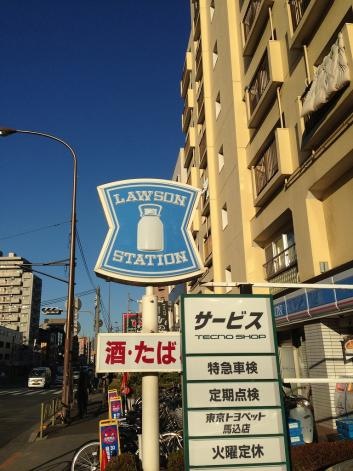 LAWSON
STATION
酒・たば
サービス
TECNO SHOP
特急車検
定期点検
東京トヨペット
馬込店
火曜定休